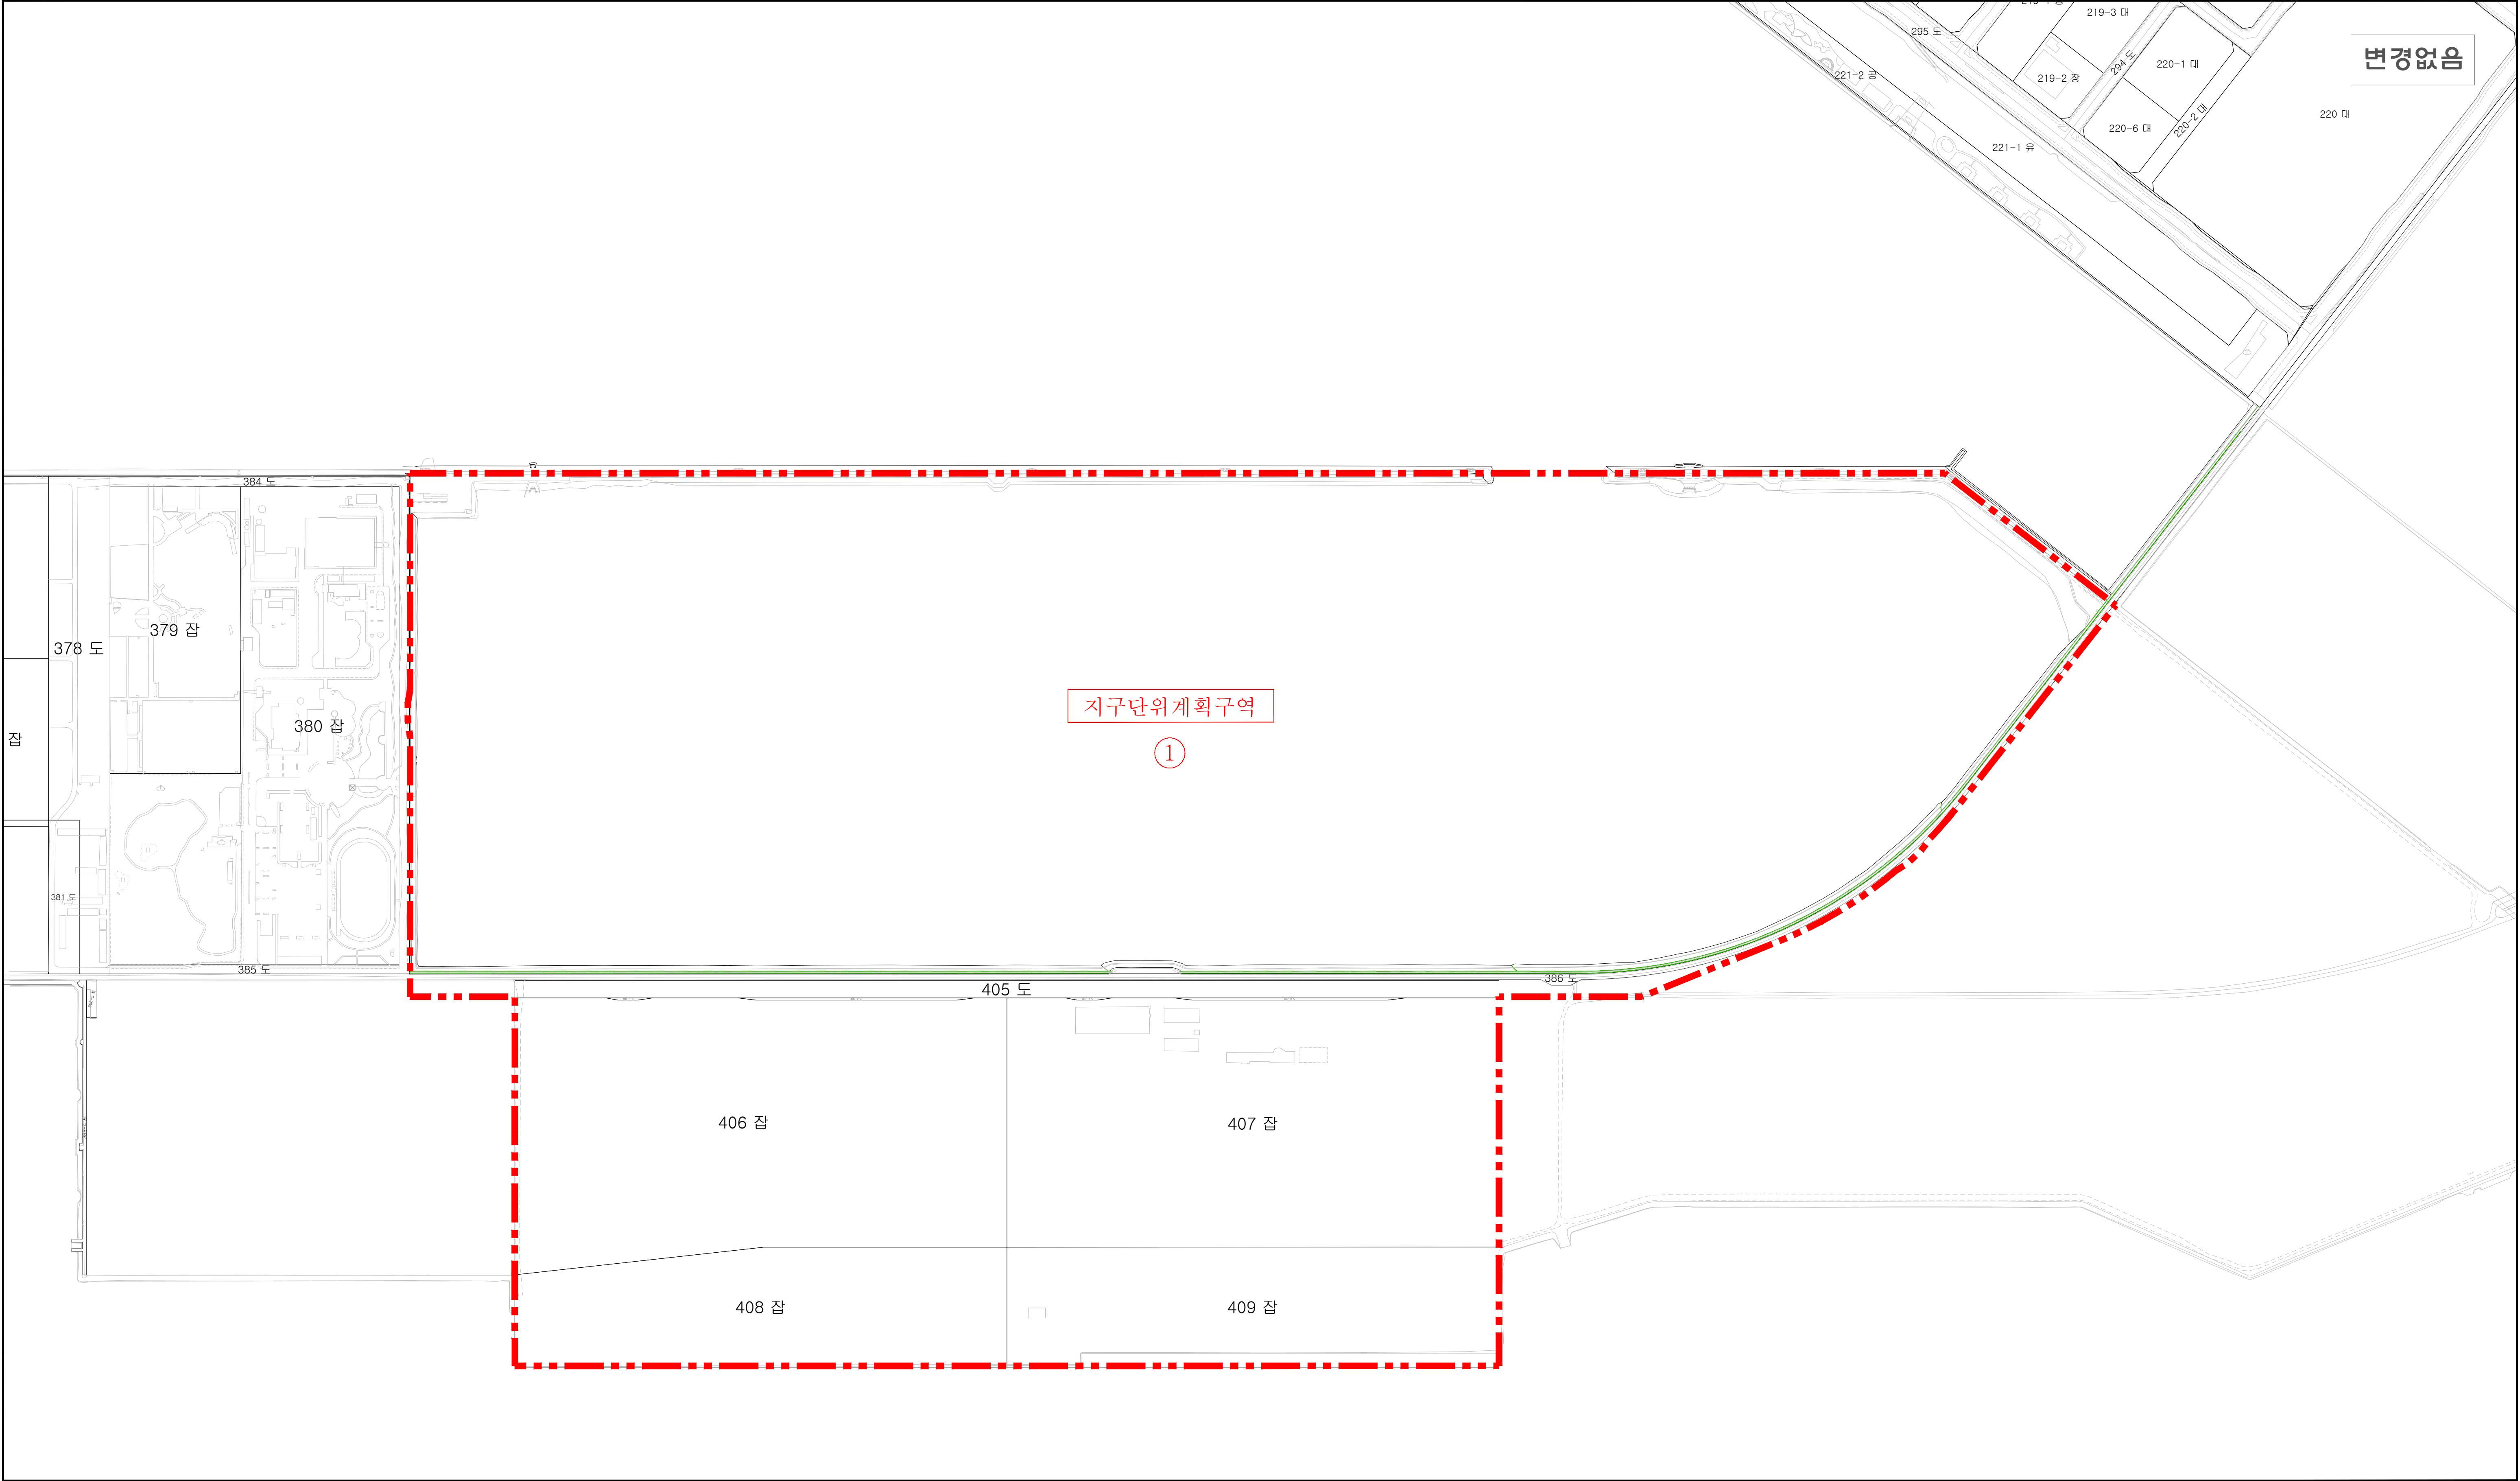 219-3 대
295 도
변경없음
294 도
220-1 대
221-2 공
219-2 장
220 대
220-6 대
220-2 대
221-1 유
384 도
379 잡
378 도
지구단위계획구역
380 잡
잡
①
381 도
385 도
386 도
405 도
406 잡
407 잡
408 잡
409 잡